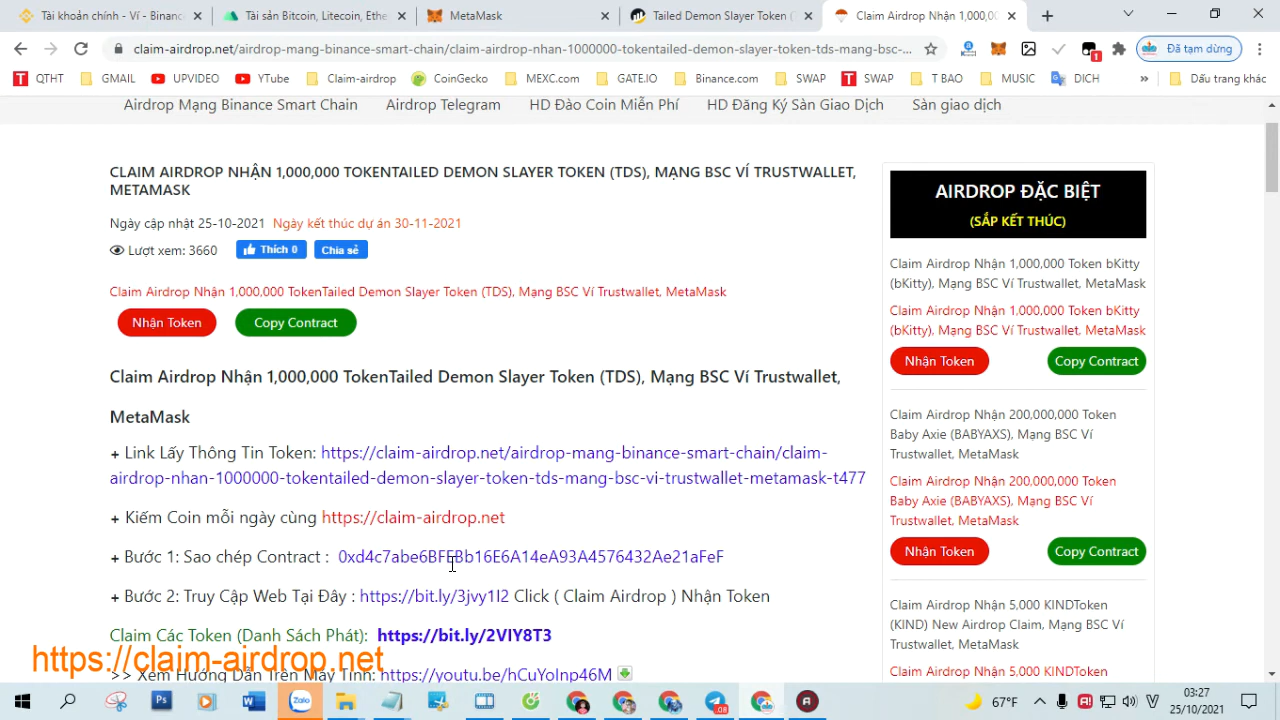 Tài khoản chính - Ví - Binanc
Tài sản Bitcoin, Litecoin, Ethe
MetaMask
Tailed Demon Slayer Token (
Claim Airdrop Nhận 1,000,0
claim-airdrop.net/airdrop-mang-binance-smart-chain/claim-airdrop-nhan-1000000-tokentailed-demon-slayer-token-tds-mang-bsc-...
1
Đã tạm dừng
QTHT
GMAIL
UPVIDEO
YTube
Claim-airdrop
CoinGecko
MEXC.com
GATE.IO
Binance.com
SWAP
SWAP
T BAO
MUSIC
DICH
»
Dấu trang khác
Airdrop Mạng Binance Smart Chain
Airdrop Telegram
HD Đào Coin Miễn Phí
HD Đăng Ký Sàn Giao Dịch
Sàn giao dịch
CLAIM AIRDROP NHẬN 1,000,000 TOKENTAILED DEMON SLAYER TOKEN (TDS), MẠNG BSC VÍ TRUSTWALLET,
METAMASK
Ngày cập nhật 25-10-2021 Ngày kết thúc dự án 30-11-2021
Lượt xem: 3660
Thích 0
Chia sẻ
Claim Airdrop Nhận 1,000,000 TokenTailed Demon Slayer Token (TDS), Mạng BSC Ví Trustwallet, MetaMask
Nhận Token
Copy Contract
Claim Airdrop Nhận 1,000,000 TokenTailed Demon Slayer Token (TDS), Mạng BSC Ví Trustwallet,
MetaMask
+ Link Lấy Thông Tin Token: https://claim-airdrop.net/airdrop-mang-binance-smart-chain/claim-
airdrop-nhan-1000000-tokentailed-demon-slayer-token-tds-mang-bsc-vi-trustwallet-metamask-t477
+ Kiếm Coin mỗi ngày cùng https://claim-airdrop.net
+ Bước 1: Sao chép Contract : 0xd4c7abe6BFEBb16E6A14eA93A4576432Ae21aFeF
+ Bước 2: Truy Cập Web Tại Đây : https://bit.ly/3jvy1I2 Click ( Claim Airdrop ) Nhận Token
Claim Các Token (Danh Sách Phát): https://bit.ly/2VIY8T3
>> Xem Hướng Dẫn Trên Máy Tính: https://youtu.be/hCuYoInp46M
https://claim-airdrop.net
AIRDROP ĐẶC BIỆT
(SẮP KẾT THÚC)
Claim Airdrop Nhận 1,000,000 Token bKitty
(bKitty), Mạng BSC Ví Trustwallet, MetaMask
Claim Airdrop Nhận 1,000,000 Token bKitty
(bKitty), Mạng BSC Ví Trustwallet, MetaMask
Nhận Token
Copy Contract
Claim Airdrop Nhận 200,000,000 Token
Baby Axie (BABYAXS), Mạng BSC Ví
Trustwallet, MetaMask
Claim Airdrop Nhận 200,000,000 Token
Baby Axie (BABYAXS), Mạng BSC Ví
Trustwallet, MetaMask
Nhận Token
Copy Contract
Claim Airdrop Nhận 5,000 KINDToken
(KIND) New Airdrop Claim, Mạng BSC Ví
Trustwallet, MetaMask
Claim Airdrop Nhận 5,000 KINDToken
Zalo
67°F
03:27
25/10/2021